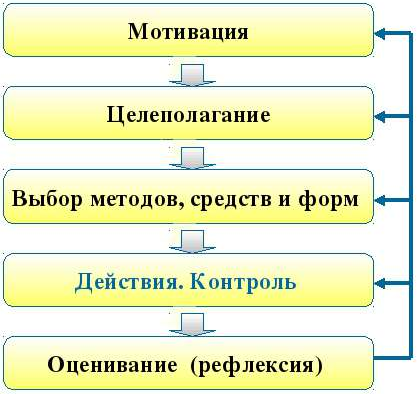 Мотивация
Целеполагание
Выбор методов, средств и форм
Действия. Контроль
Оценивание (рефлексия)